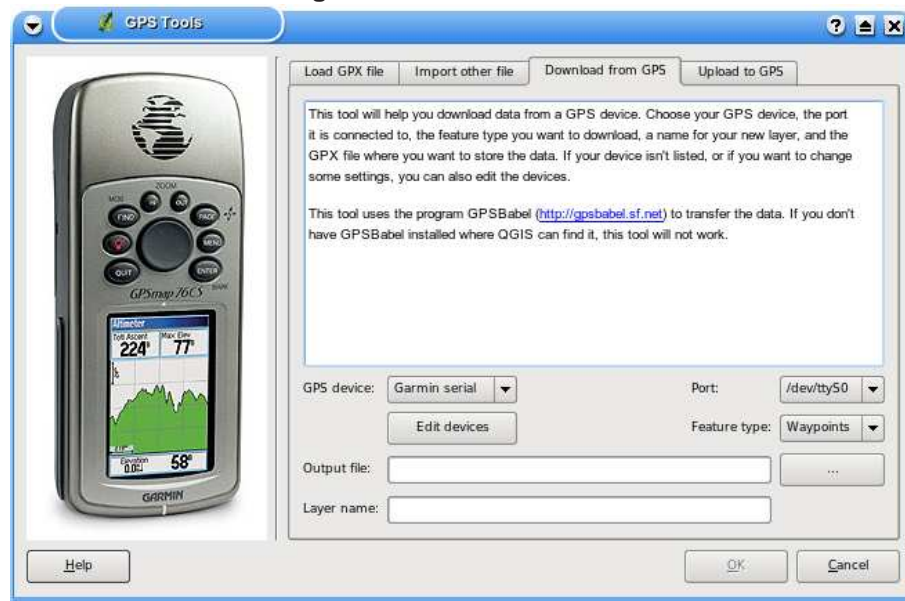 GPS Tools
Load GPX file
Import other file
Download from GPS
Upload to GPS
This tool will help you download data from a GPS device. Choose your GPS device, the port
it is connected to, the feature type you want to download, a name for your new layer, and the
GPX file where you want to store the data. If your device isn't listed, or if you want to change
some settings, you can also edit the devices.
This tool uses the program GPSBabel (http://gpsbabel.sf.net) to transfer the data. If you don't
have GPSBabel installed where QGIS can find it, this tool will not work.
ZOOM
IN
OUT
FIND
PAGE
MENU
QUIT
ENTER
MARK
GPSmap 76CS
Altimeter
Totl Ascent
Max Elev
224'
77'
Elevation
58'
GARMIN
GPS device:
Garmin serial
Port:
/dev/ttyS0
Edit devices
Feature type:
Waypoints
Output file:
...
Layer name:
Help
OK
Cancel